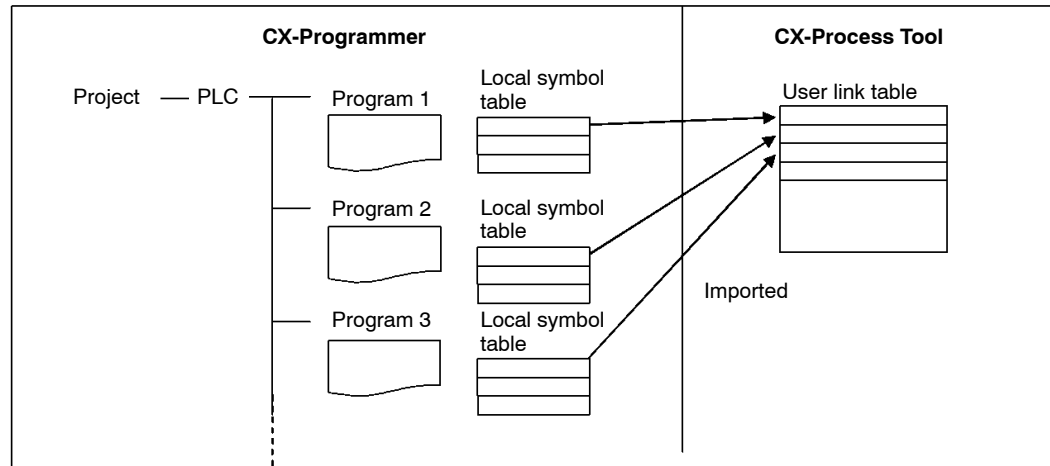 CX-Programmer
CX-Process Tool
Project
PLC
Program 1
Local symbol
table
User link table
Program 2
Local symbol
table
Imported
Program 3
Local symbol
table